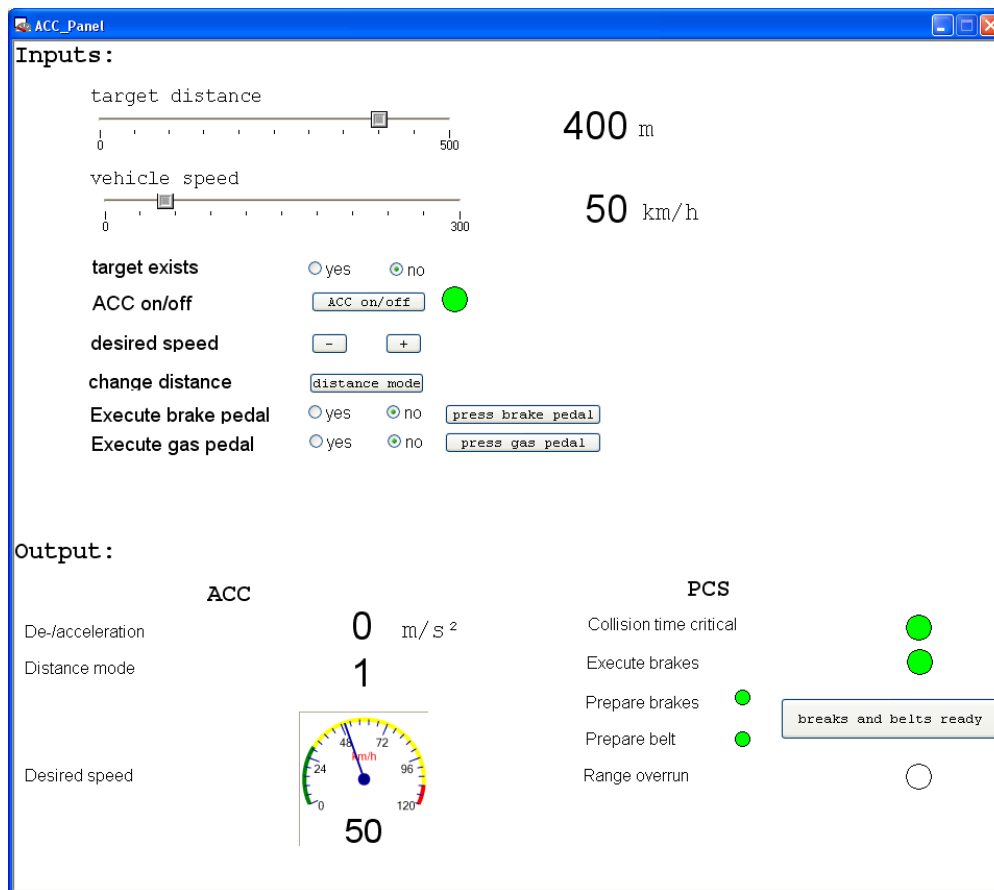 ACC_Panel
Inputs:
target distance
0 500
400 m
vehicle speed
0 300
50 km/h
target exists yes no
ACC on/off ACC on/off
desired speed - +
change distance distance mode
Execute brake pedal yes no press brake pedal
Execute gas pedal yes no press gas pedal
Output:
ACC
De-/acceleration 0 m/s²
Distance mode 1
Desired speed
0 24 48 72 96 120
km/h
50
PCS
Collision time critical
Execute brakes
Prepare brakes
Prepare belt
breaks and belts ready
Range overrun